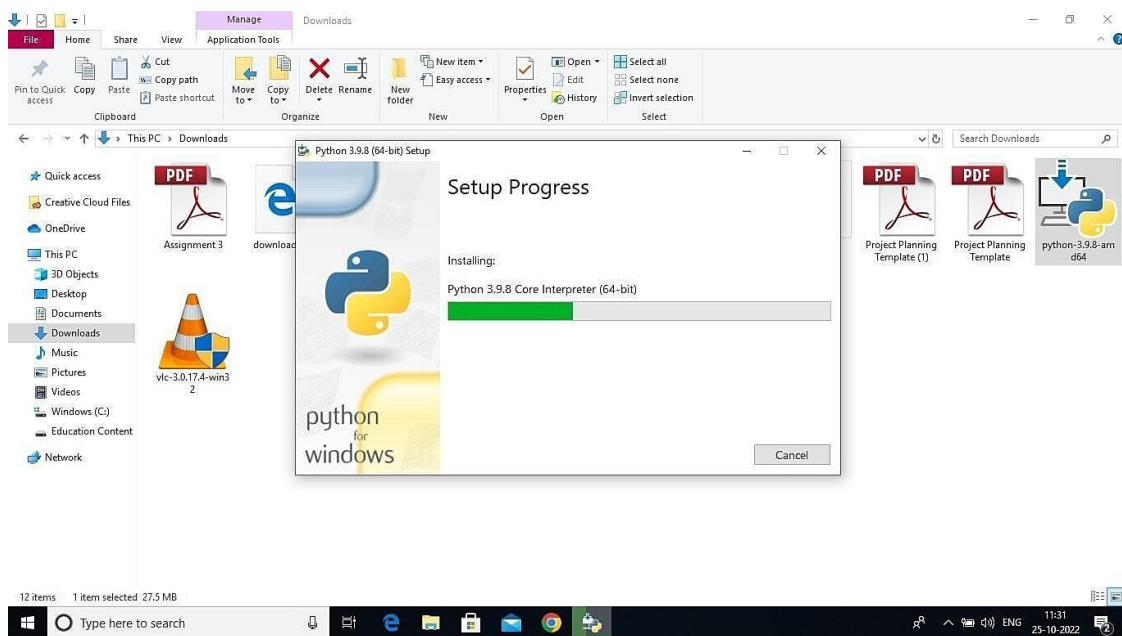 Manage
Downloads
File Home Share View Application Tools
Pin to Quick access
Copy
Paste
Cut
Copy path
Paste shortcut
Clipboard
Move to
Copy to
Delete
Rename
Organize
New folder
New item
Easy access
New
Properties
Open
Edit
History
Open
Select all
Select none
Invert selection
Select
This PC > Downloads
Search Downloads
Quick access
Creative Cloud Files
OneDrive
This PC
3D Objects
Desktop
Documents
Downloads
Music
Pictures
Videos
Windows (C:)
Education Content
Network
PDF
Assignment 3
downloac
vlc-3.0.17.4-win3
2
Python 3.9.8 (64-bit) Setup
Setup Progress
Installing:
Python 3.9.8 Core Interpreter (64-bit)
python
for
windows
Cancel
PDF
Project Planning
Template (1)
PDF
Project Planning
Template
python-3.9.8-am
d64
12 items 1 item selected 27.5 MB
Type here to search
ENG
11:31
25-10-2022
2